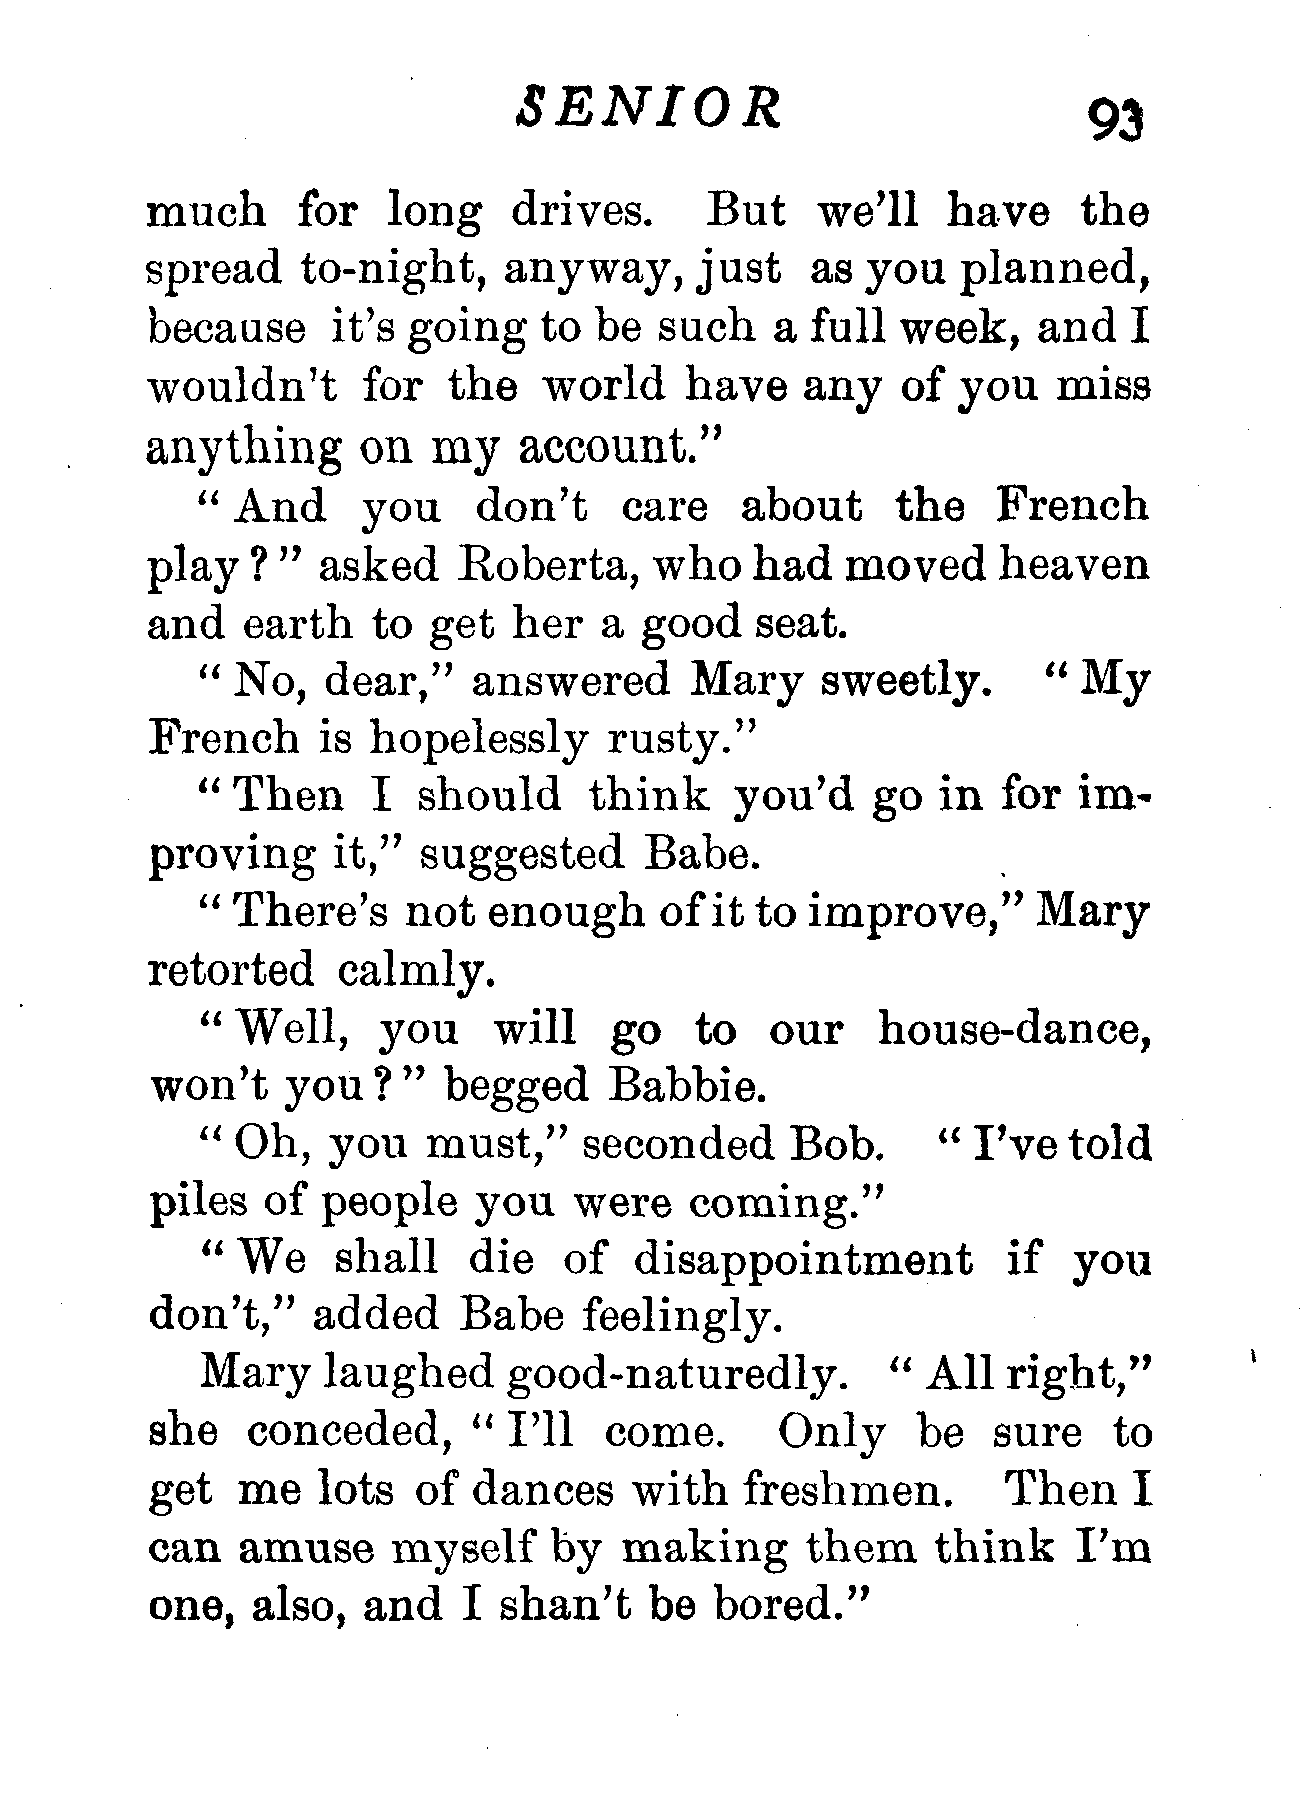 SENIOR 93
much for long drives. But we'll have the
spread to-night, anyway, just as you planned,
because it's going to be such a full week, and I
wouldn't for the world have any of you miss
anything on my account."
" And you don't care about the French
play ? " asked Roberta, who had moved heaven
and earth to get her a good seat.
" No, dear," answered Mary sweetly. " My
French is hopelessly rusty."
" Then I should think you'd go in for im-
proving it," suggested Babe.
" There's not enough of it to improve," Mary
retorted calmly.
" Well, you will go to our house-dance,
won't you ? " begged Babbie.
" Oh, you must," seconded Bob. " I've told
piles of people you were coming."
" We shall die of disappointment if you
don't," added Babe feelingly.
Mary laughed good-naturedly. " All right,"
she conceded, " I'll come. Only be sure to
get me lots of dances with freshmen. Then I
can amuse myself by making them think I'm
one, also, and I shan't be bored."